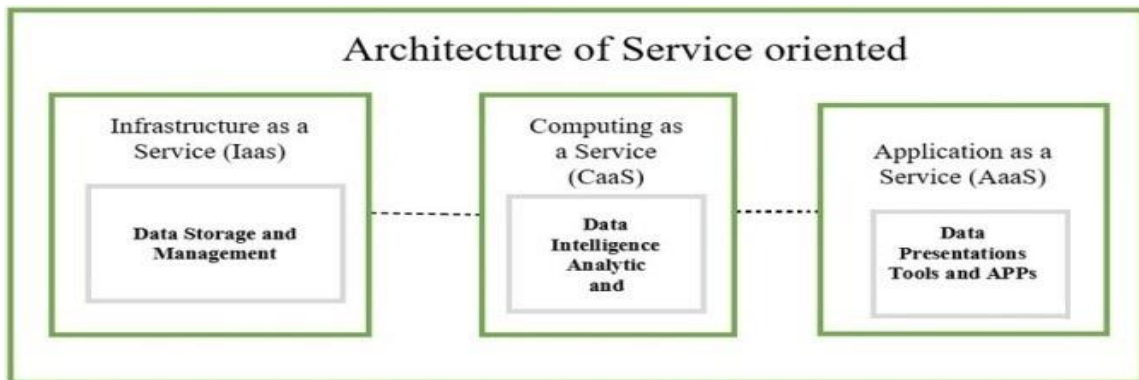 Architecture of Service oriented
Infrastructure as a
Service (Iaas)
Data Storage and
Management
Computing as
a Service
(CaaS)
Data
Intelligence
Analytic
and
Application as a
Service (AaaS)
Data
Presentations
Tools and APPs